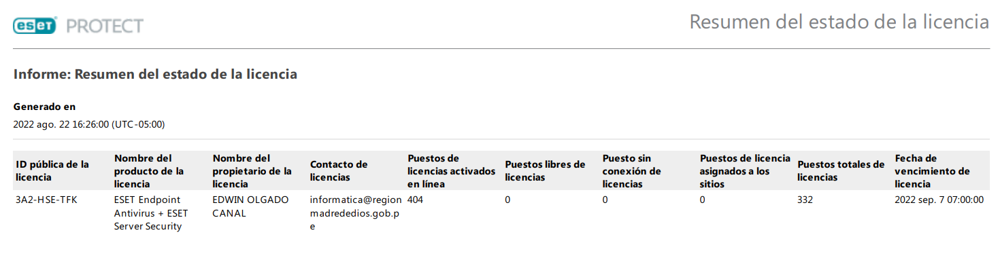 eset PROTECT
Resumen del estado de la licencia
Informe: Resumen del estado de la licencia
Generado en
2022 ago. 22 16:26:00 (UTC-05:00)
ID pública de la licencia
Nombre del producto de la licencia
Nombre del propietario de la licencia
Contacto de licencias
Puestos de licencias activados en línea
Puestos libres de licencias
Puesto sin conexión de licencias
Puestos de licencia asignados a los sitios
Puestos totales de licencias
Fecha de vencimiento de licencia
3A2-HSE-TFK
ESET Endpoint Antivirus + ESET Server Security
EDWIN OLGADO CANAL
informatica@regionmadrededios.gob.pe
404
0
0
0
332
2022 sep. 7 07:00:00